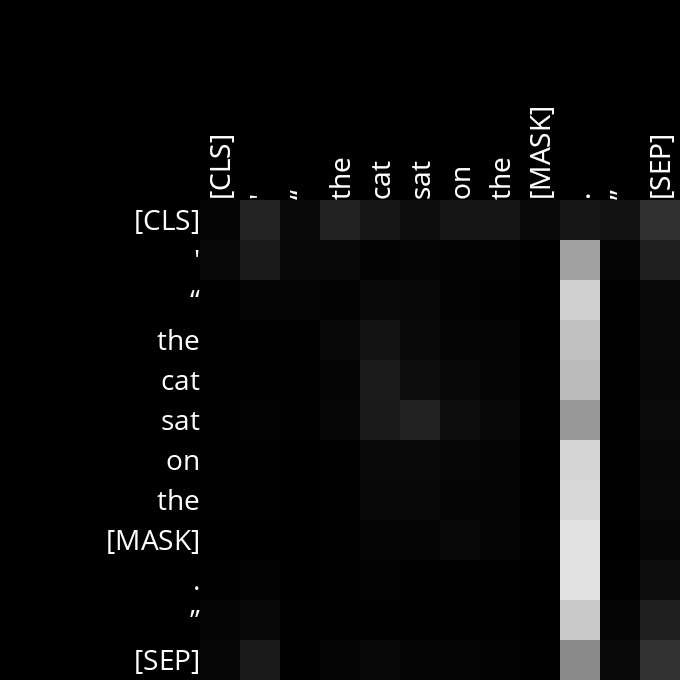 [CLS] ' “ the cat sat on the [MASK] . ” [SEP]
[CLS]
'
“
the
cat
sat
on
the
[MASK]
.
”
[SEP]